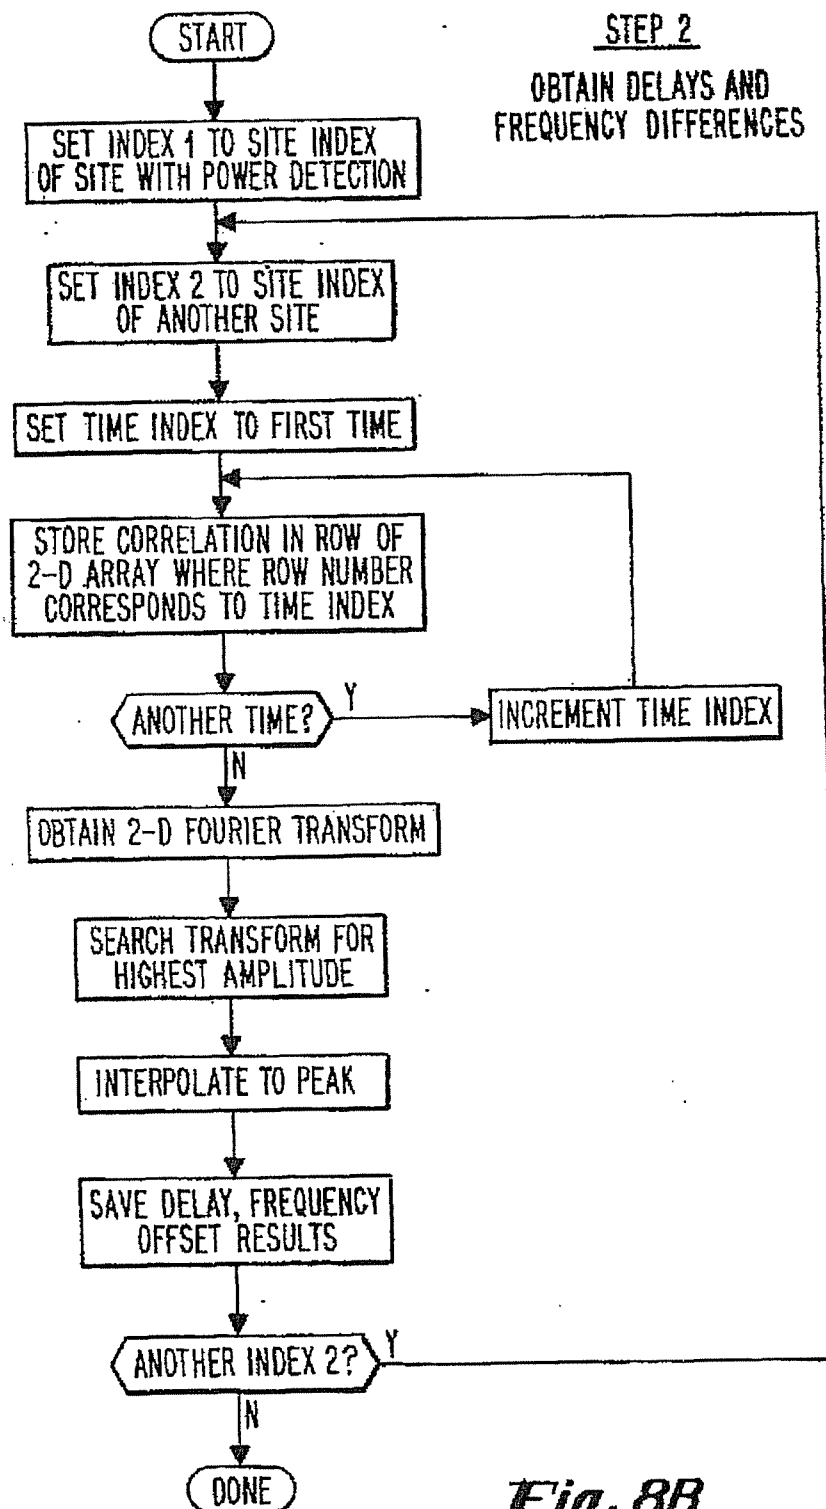 START
STEP 2
OBTAIN DELAYS AND
FREQUENCY DIFFERENCES
SET INDEX 1 TO SITE INDEX
OF SITE WITH POWER DETECTION
SET INDEX 2 TO SITE INDEX
OF ANOTHER SITE
SET TIME INDEX TO FIRST TIME
STORE CORRELATION IN ROW OF
2-D ARRAY WHERE ROW NUMBER
CORRESPONDS TO TIME INDEX
ANOTHER TIME?
Y
INCREMENT TIME INDEX
N
OBTAIN 2-D FOURIER TRANSFORM
SEARCH TRANSFORM FOR
HIGHEST AMPLITUDE
INTERPOLATE TO PEAK
SAVE DELAY, FREQUENCY
OFFSET RESULTS
ANOTHER INDEX 2?
Y
N
DONE
Fig. 8B